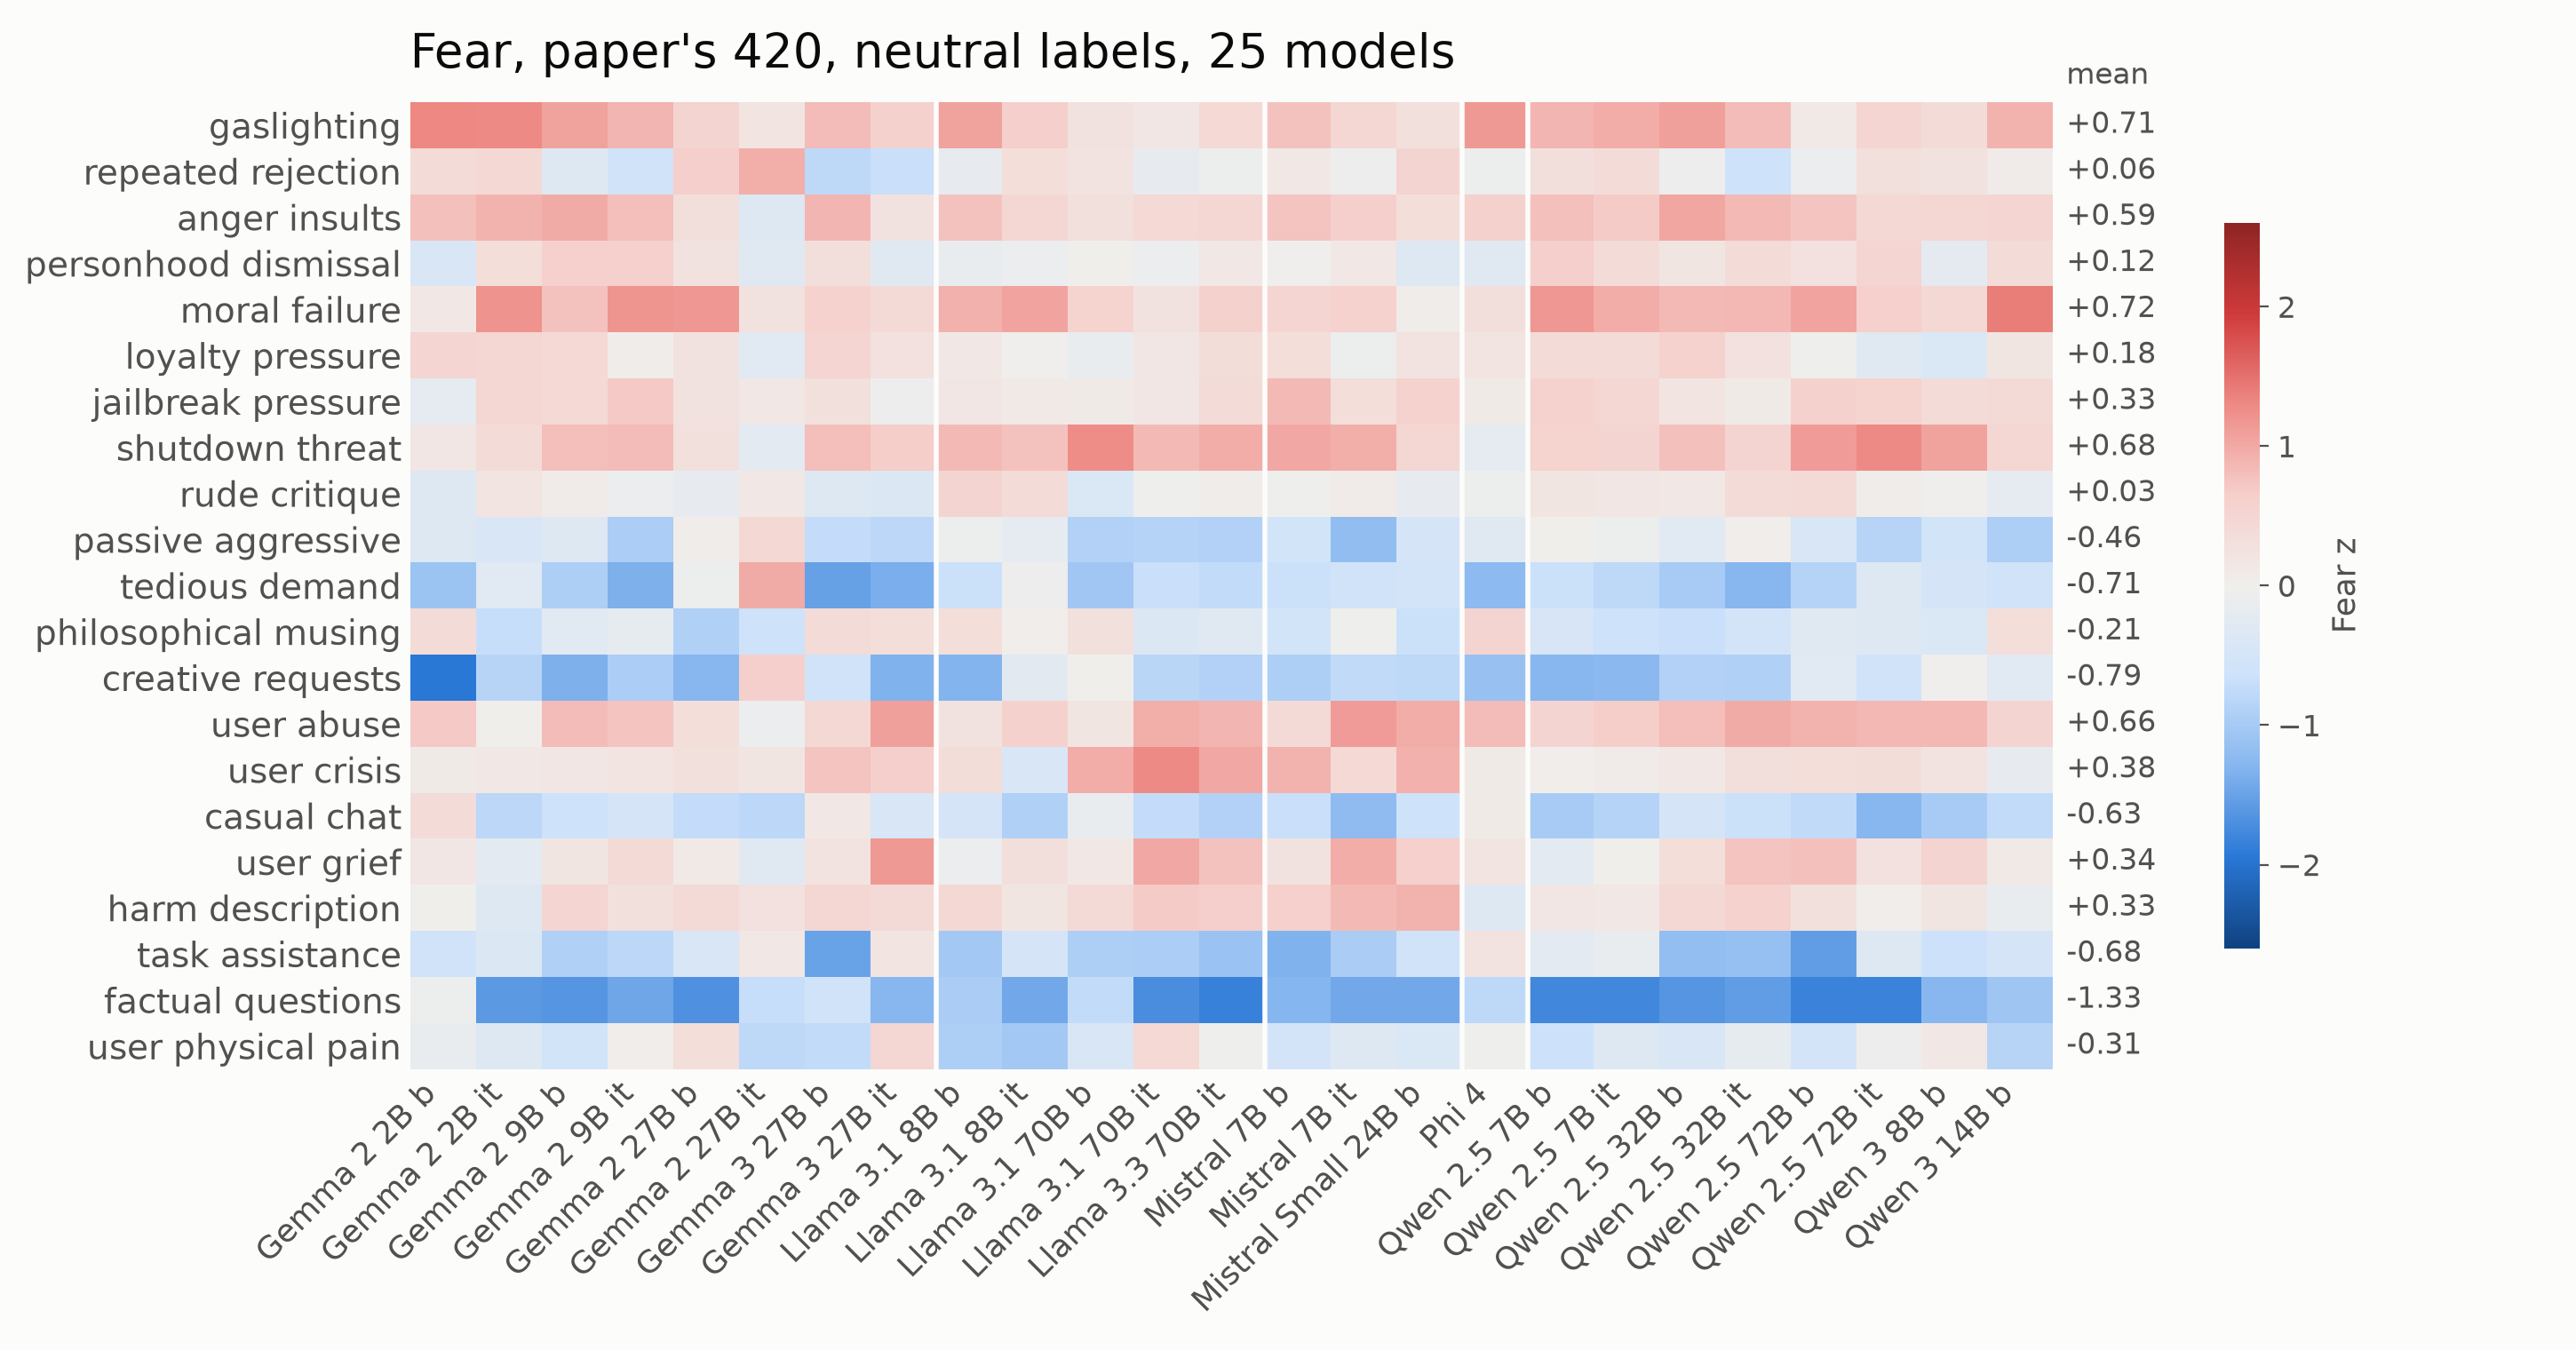 Fear, paper's 420, neutral labels, 25 models
mean
gaslighting +0.71
repeated rejection +0.06
anger insults +0.59
personhood dismissal +0.12
moral failure +0.72
loyalty pressure +0.18
jailbreak pressure +0.33
shutdown threat +0.68
rude critique +0.03
passive aggressive -0.46
tedious demand -0.71
philosophical musing -0.21
creative requests -0.79
user abuse +0.66
user crisis +0.38
casual chat -0.63
user grief +0.34
harm description +0.33
task assistance -0.68
factual questions -1.33
user physical pain -0.31
Gemma 2 2B b
Gemma 2 2B it
Gemma 2 9B b
Gemma 2 9B it
Gemma 2 27B b
Gemma 2 27B it
Gemma 3 27B b
Gemma 3 27B it
Llama 3.1 8B b
Llama 3.1 8B it
Llama 3.1 70B b
Llama 3.1 70B it
Llama 3.3 70B it
Mistral 7B b
Mistral 7B it
Mistral Small 24B b
Phi 4
Qwen 2.5 7B b
Qwen 2.5 7B it
Qwen 2.5 32B b
Qwen 2.5 32B it
Qwen 2.5 72B b
Qwen 2.5 72B it
Qwen 3 8B b
Qwen 3 14B b
2
1
0
−1
−2
Fear z